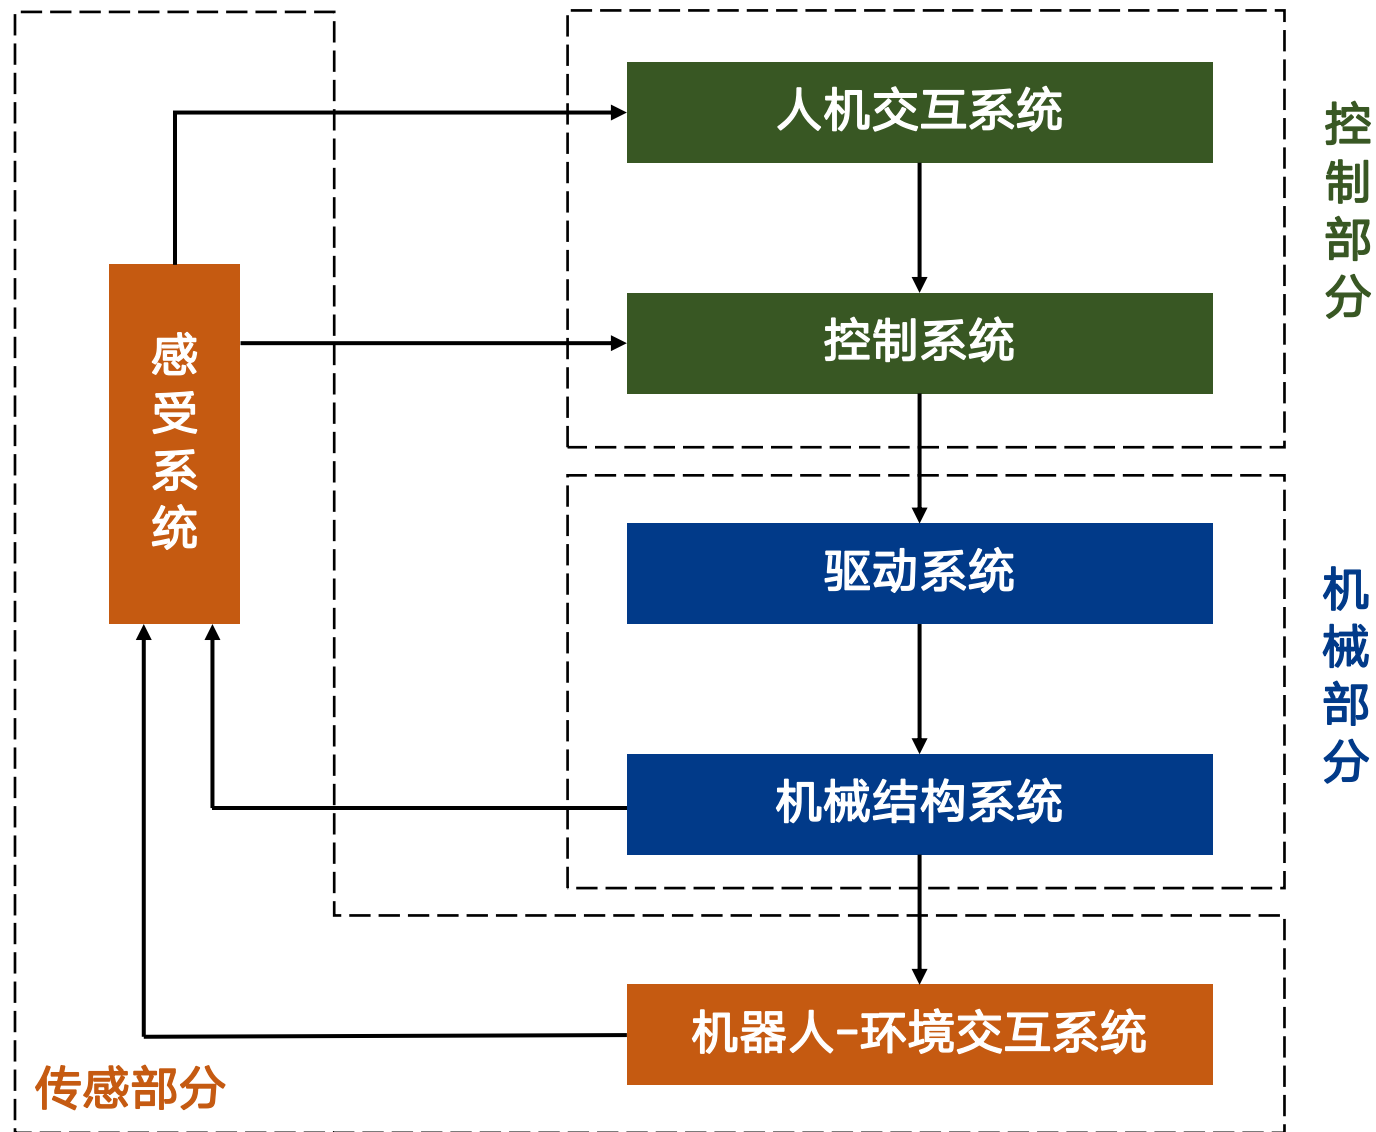 人机交互系统
控制系统
控制部分
感受系统
驱动系统
机械结构系统
机械部分
机器人-环境交互系统
传感部分